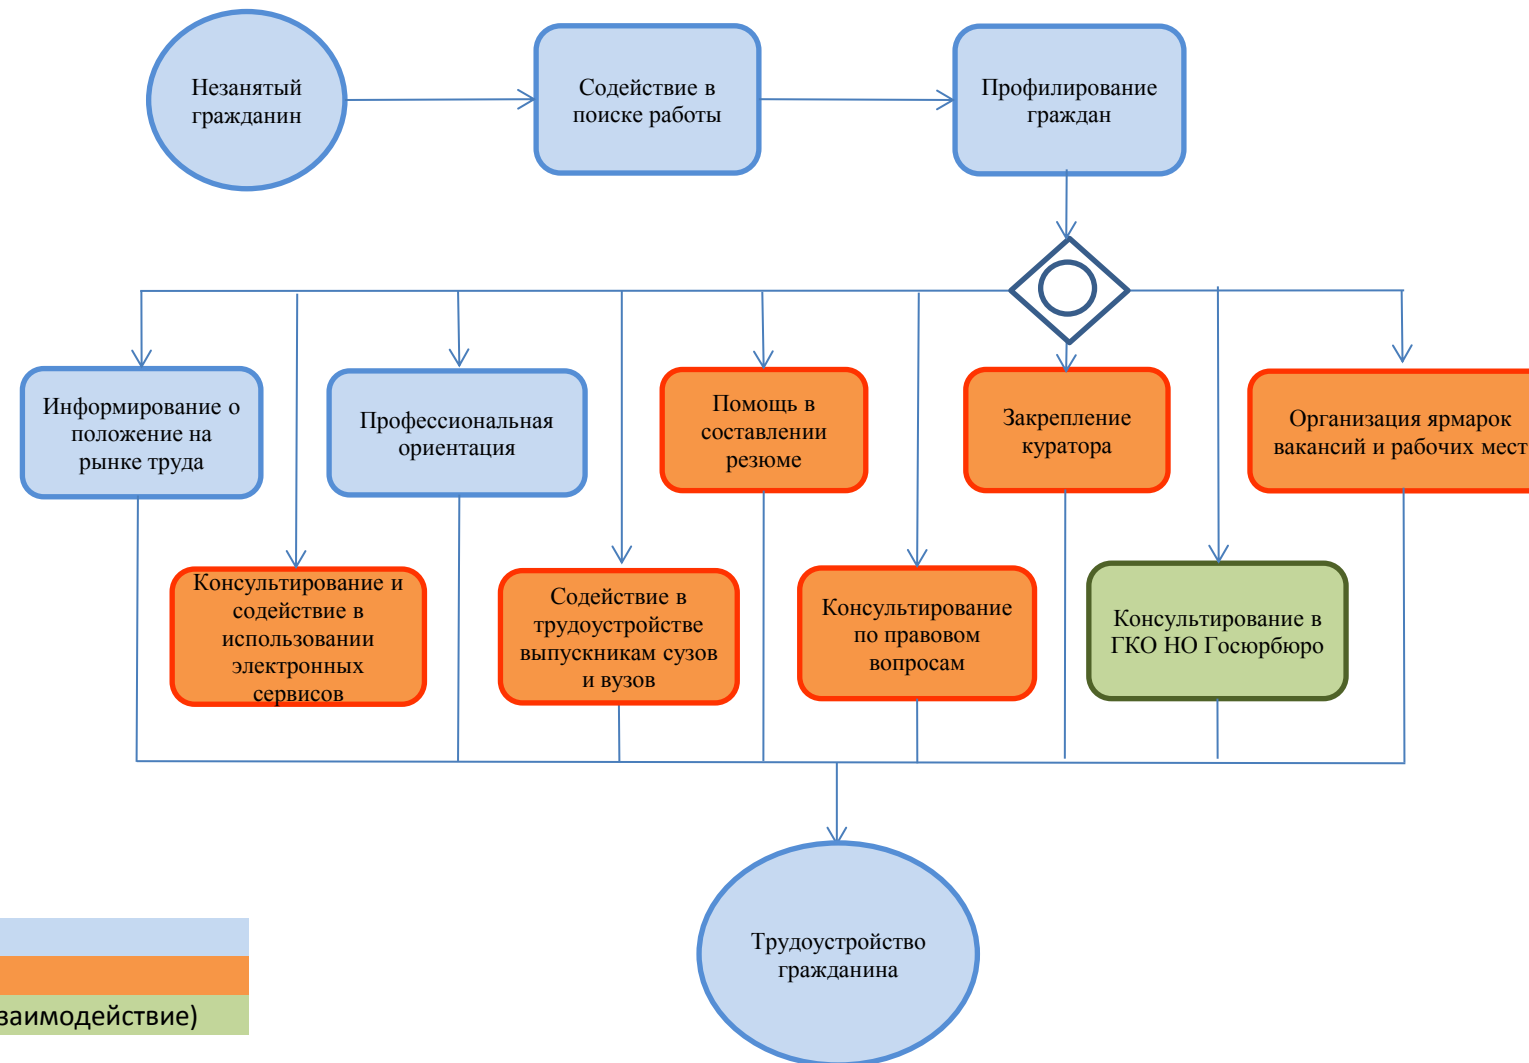 Незанятый
гражданин
Содействие в
поиске работы
Профилирование
граждан
Информирование о
положение на
рынке труда
Профессиональная
ориентация
Помощь в
составлении
резюме
Закрепление
куратора
Организация ярмарок
вакансий и рабочих мест
Консультирование и
содействие в
использовании
электронных
сервисов
Содействие в
трудоустройстве
выпускникам сузов
и вузов
Консультирование
по правовом
вопросам
Консультирование в
ГКО НО Госюрбюро
Трудоустройство
гражданина
заимодействие)